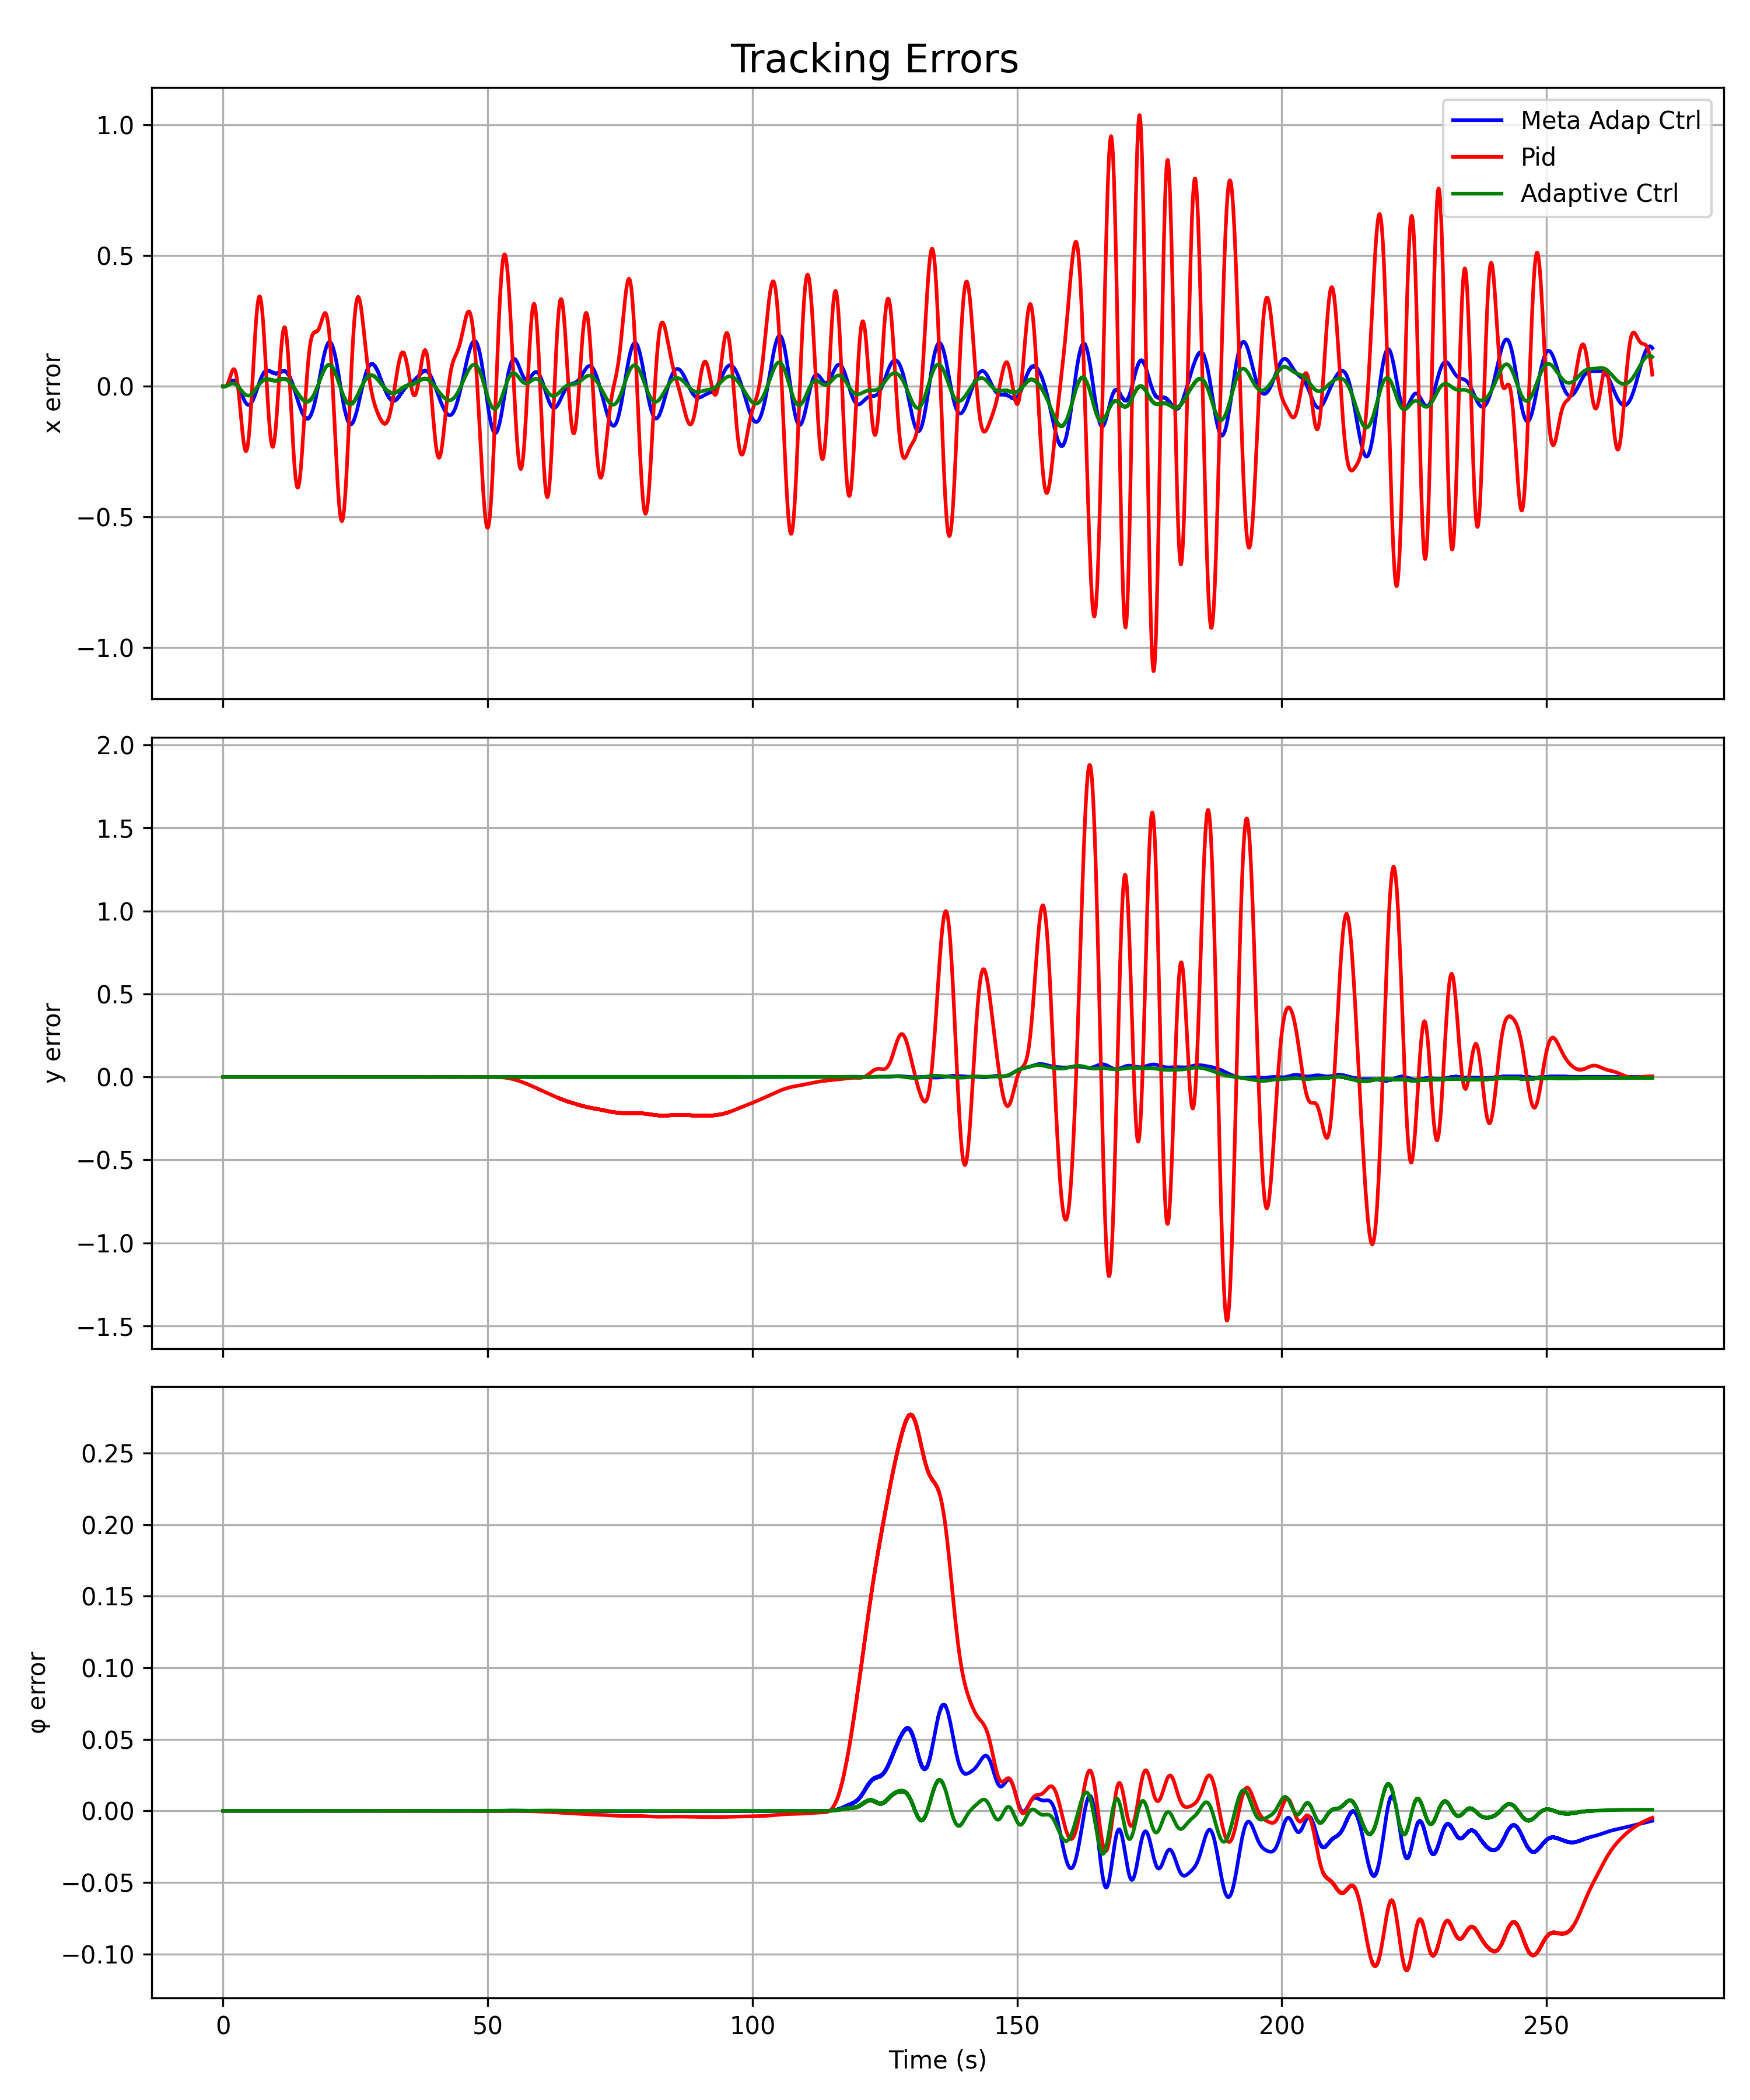 Tracking Errors
Meta Adap Ctrl
Pid
Adaptive Ctrl
1.0
0.5
0.0
−0.5
−1.0
x error
2.0
1.5
1.0
0.5
0.0
−0.5
−1.0
−1.5
y error
0.25
0.20
0.15
0.10
0.05
0.00
−0.05
−0.10
φ error
0 50 100 150 200 250
Time (s)